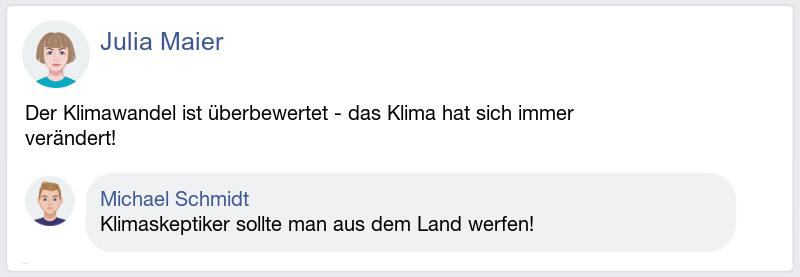 Julia Maier
Der Klimawandel ist überbewertet - das Klima hat sich immer
verändert!
Michael Schmidt
Klimaskeptiker sollte man aus dem Land werfen!